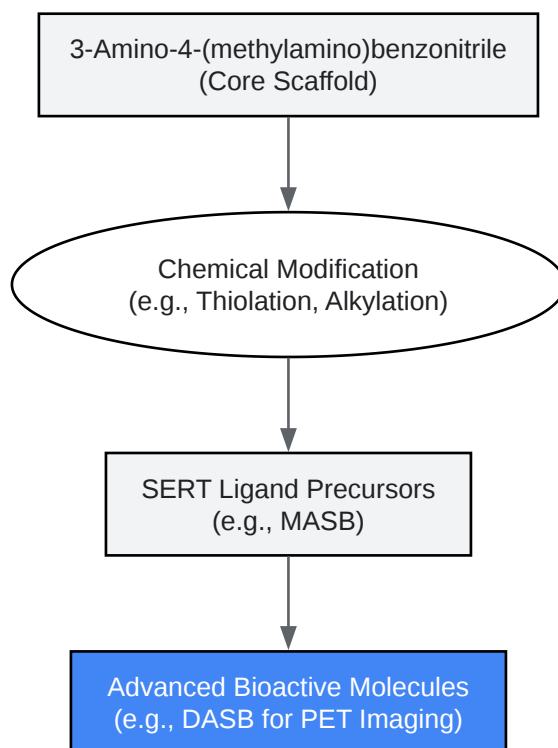 3-Amino-4-(methylamino)benzonitrile
(Core Scaffold)
Chemical Modification
(e.g., Thiolation, Alkylation)
SERT Ligand Precursors
(e.g., MASB)
Advanced Bioactive Molecules
(e.g., DASB for PET Imaging)